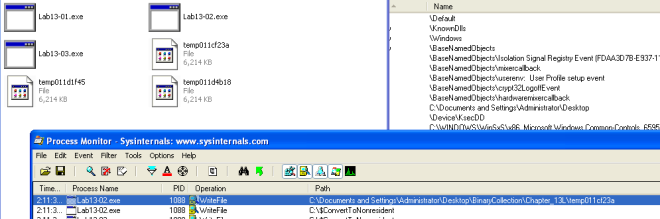 Lab13-01.exe
Lab13-02.exe
Lab13-03.exe
temp011cf23a
File
6,214 KB
temp011d1f45
File
6,214 KB
temp011d4b18
File
6,214 KB
Name
\Default
\KnownDlls
\Windows
\BaseNamedObjects
\BaseNamedObjects\Isolation Signal Registry Event (FDAA3D7B-E937-11
\BaseNamedObjects\mixercallback
\BaseNamedObjects\userenv: User Profile setup event
\BaseNamedObjects\crypt32LogoffEvent
\BaseNamedObjects\hardwaremixercallback
C:\Documents and Settings\Administrator\Desktop
\Device\KsecDD
C:\WINDOWS\WinSxS\x86_Microsoft.Windows.Common-Controls_6595
Process Monitor - Sysinternals: www.sysinternals.com
File Edit Event Filter Tools Options Help
Time... Process Name PID Operation Path
2:11:3... Lab13-02.exe 1088 WriteFile C:\Documents and Settings\Administrator\Desktop\BinaryCollection\Chapter_13L\temp011cf23a
2:11:3... Lab13-02.exe 1088 WriteFile C:\$ConvertToNonresident